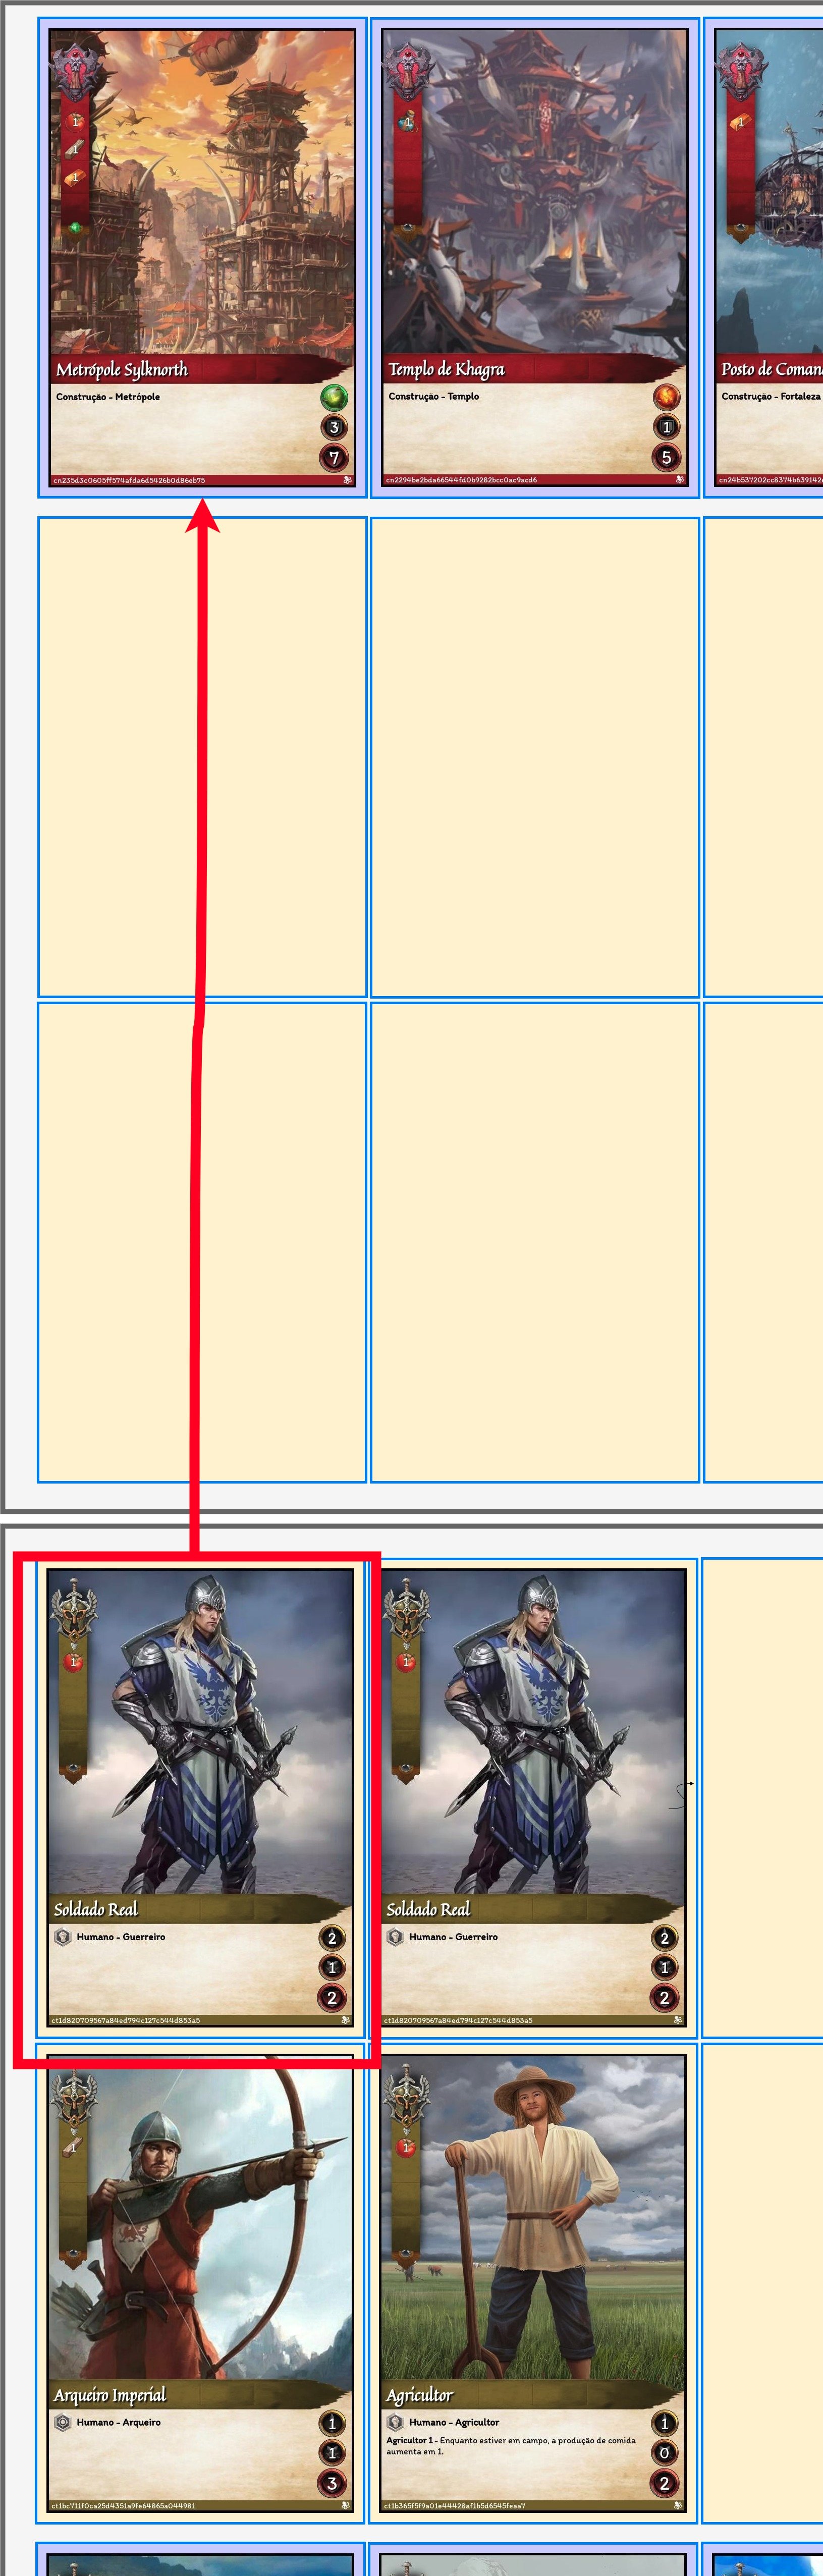 1
1
1
Metrópole Sylknorth
Construção - Metrópole
3
7
cn235d3c0605ff574afda6d5426b0d86eb75
1
Templo de Khagra
Construção - Templo
1
5
cn2294be2bda66544fd0b9282bcc0ac9acd6
1
Posto de Coman
Construção - Fortaleza
1
Soldado Real
Humano - Guerreiro
2
1
2
ct1d820709567a84ed794c127c544d853a5
1
Soldado Real
Humano - Guerreiro
2
1
2
ct1d820709567a84ed794c127c544d853a5
1
Arqueiro Imperial
Humano - Arqueiro
1
1
3
ct1bc711f0ca25d4351a9fe64865a044981
1
Agricultor
Humano - Agricultor
Agricultor 1 - Enquanto estiver em campo, a produção de comida
aumenta em 1.
1
0
2
ct1b365f5f9a01e44428af1b5d6545feaa7